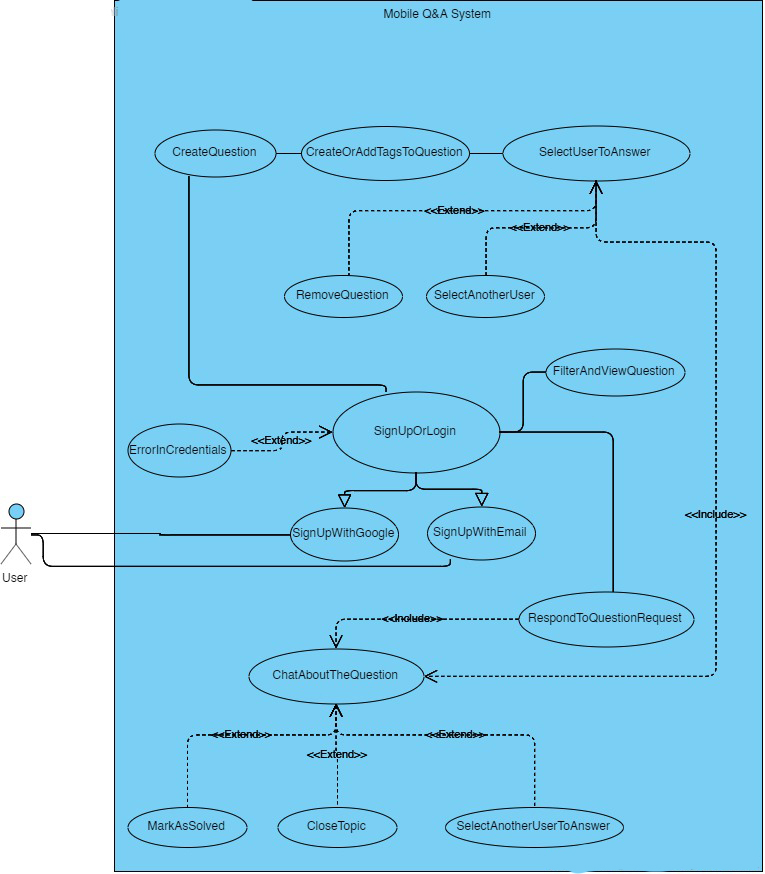 Mobile Q&A System
CreateQuestion
CreateOrAddTagsToQuestion
SelectUserToAnswer
<<Extend>>
<<Extend>>
RemoveQuestion
SelectAnotherUser
FilterAndViewQuestion
SignUpOrLogin
ErrorInCredentials
<<Extend>>
<<Include>>
SignUpWithGoogle
SignUpWithEmail
User
<<Include>>
RespondToQuestionRequest
ChatAboutTheQuestion
<<Extend>>
<<Extend>>
<<Extend>>
MarkAsSolved
CloseTopic
SelectAnotherUserToAnswer